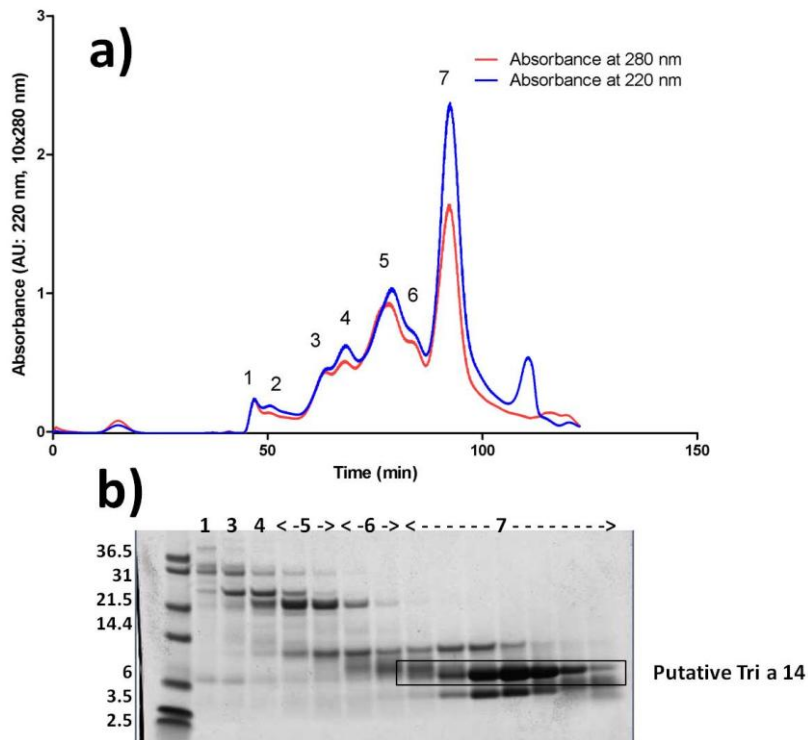 a)
3
2
1
0
Absorbance (AU: 220 nm, 10x280 nm)
Absorbance at 280 nm
Absorbance at 220 nm
1
2
3
4
5
6
7
0
50
100
150
Time (min)
b)
1 3 4 < -5 -> < -6 -> < - - - - - - - 7 - - - - - - - - >
36.5
31
21.5
14.4
6
3.5
2.5
Putative Tri a 14